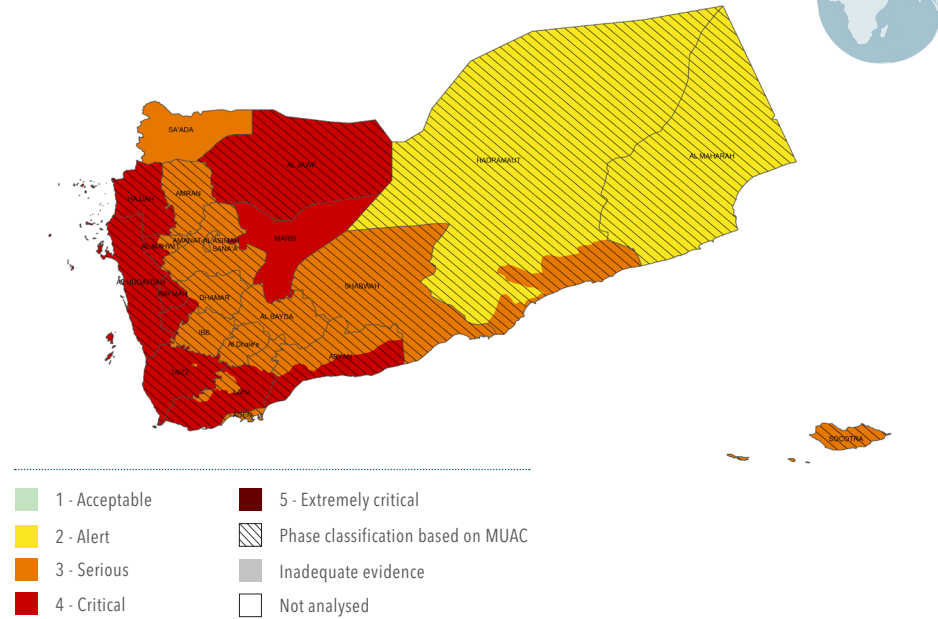 SA'ADA
AL JAWF
HADRAMAUT
AL MAHARAH
HAJJAH
AMRAN
MARIB
AMANAT AL ASIMAH
AL MAHWIT
SANA'A
AL HUDAYDAH
RAYMAH
DHAMAR
SHABWAH
AL BAYDA
IBB
Al Dhale'e
ABYAN
TAIZZ
LAHJ
ADEN
SOCOTRA
1 - Acceptable
2 - Alert
3 - Serious
4 - Critical
5 - Extremely critical
Phase classification based on MUAC
Inadequate evidence
Not analysed